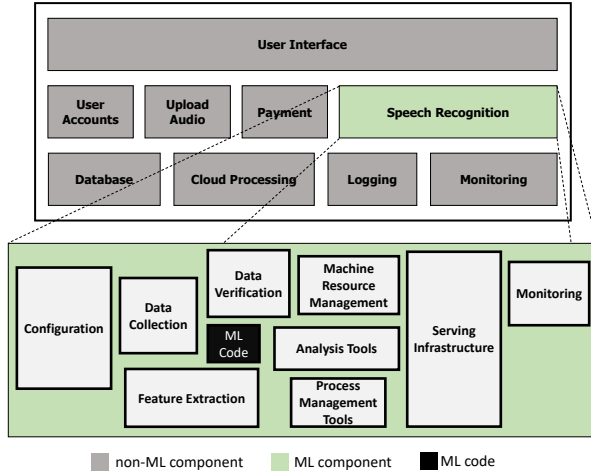 User Interface
User
Accounts
Upload
Audio
Payment
Speech Recognition
Database
Cloud Processing
Logging
Monitoring
Configuration
Data
Collection
Data
Verification
Machine
Resource
Management
ML
Code
Analysis Tools
Feature Extraction
Process
Management
Tools
Serving
Infrastructure
Monitoring
non-ML component
ML component
ML code